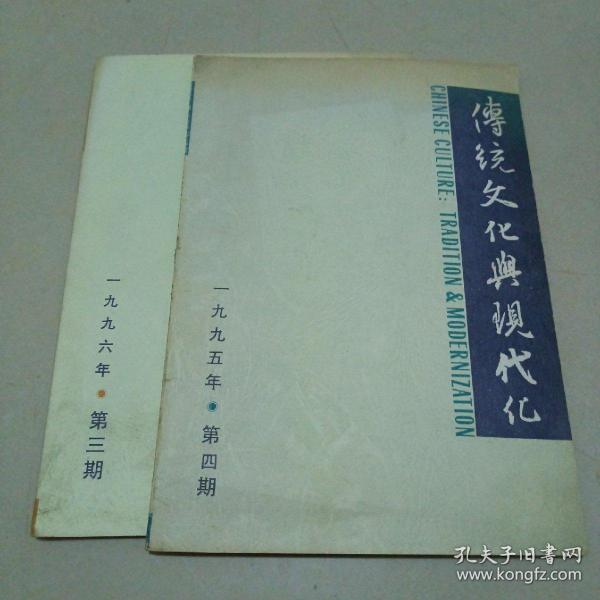 傳統文化與現代化
CHINESE CULTURE: TRADITION & MODERNIZATION
一九九五年・第四期
一九九六年・第三期
孔夫子旧书网
www.kongfz.com